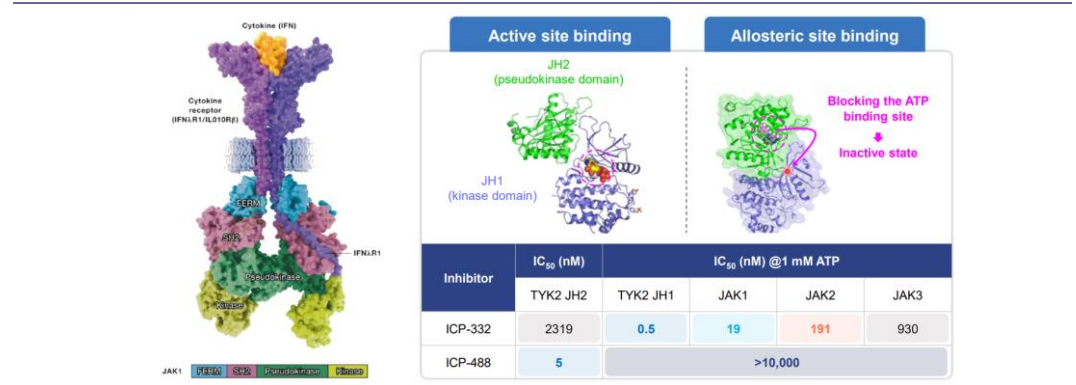 Cytokine (IFN)
Cytokine
receptor
(IFNλR1/IL010Rβ)
FERM
SH2
IFNλR1
Pseudokinase
Kinase
JAK1 FERM SH2 Pseudokinase Kinase
Active site binding
Allosteric site binding
JH2
(pseudokinase domain)
JH1
(kinase domain)
Blocking the ATP
binding site
Inactive state
Inhibitor IC₅₀ (nM) IC₅₀ (nM) @1 mM ATP
TYK2 JH2 TYK2 JH1 JAK1 JAK2 JAK3
ICP-332 2319 0.5 19 191 930
ICP-488 5 >10,000